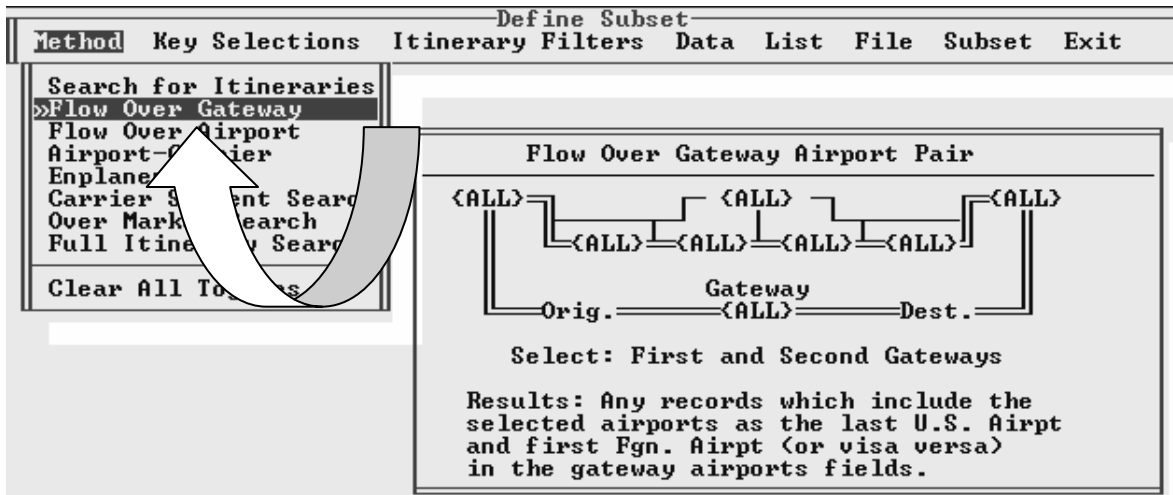 Define Subset
Method Key Selections Itinerary Filters Data List File Subset Exit
Search for Itineraries
»Flow Over Gateway
Flow Over Airport
Airport-
Carrier
Over
Full
Clear All
Flow Over Gateway Airport Pair
<ALL> <ALL> <ALL>
<ALL> <ALL> <ALL> <ALL>
Gateway
Orig. <ALL> Dest.
Select: First and Second Gateways
Results: Any records which include the
selected airports as the last U.S. Airpt
and first Fgn. Airpt (or visa versa)
in the gateway airports fields.